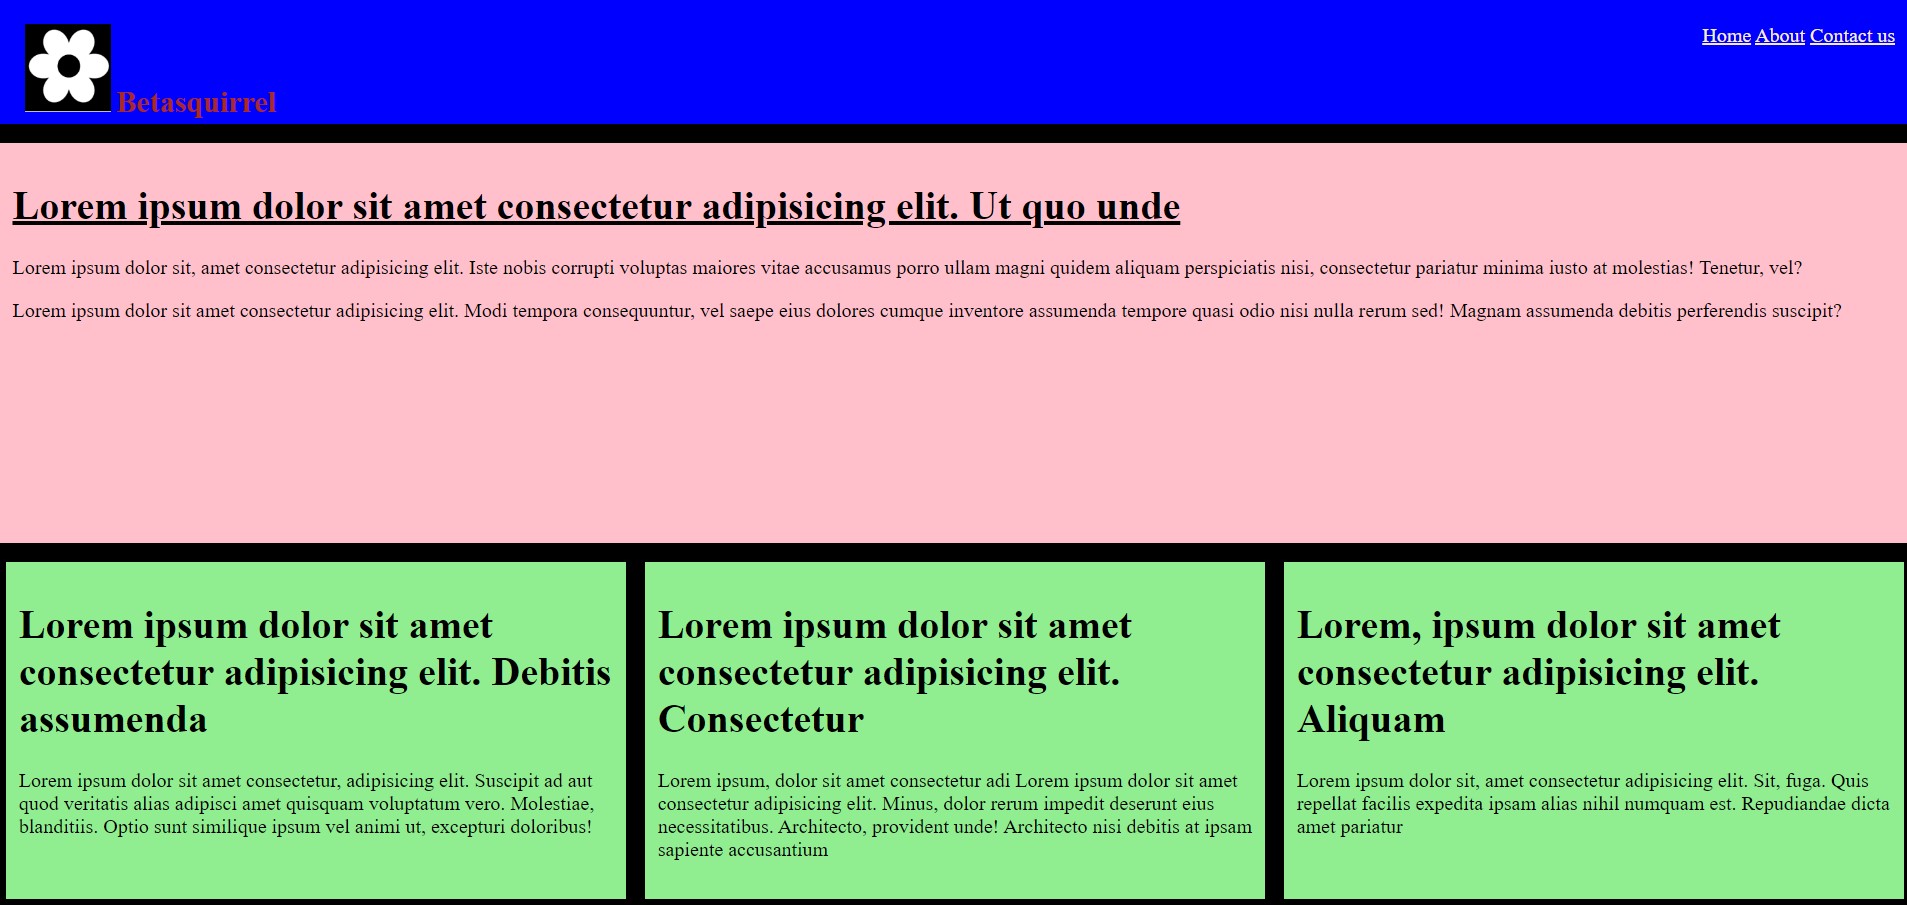 Betasquirrel
Home About Contact us
Lorem ipsum dolor sit amet consectetur adipisicing elit. Ut quo unde
Lorem ipsum dolor sit, amet consectetur adipisicing elit. Iste nobis corrupti voluptas maiores vitae accusamus porro ullam magni quidem aliquam perspiciatis nisi, consectetur pariatur minima iusto at molestias! Tenetur, vel?
Lorem ipsum dolor sit amet consectetur adipisicing elit. Modi tempora consequuntur, vel saepe eius dolores cumque inventore assumenda tempore quasi odio nisi nulla rerum sed! Magnam assumenda debitis perferendis suscipit?
Lorem ipsum dolor sit amet
consectetur adipisicing elit. Debitis
assumenda
Lorem ipsum dolor sit amet consectetur, adipisicing elit. Suscipit ad aut
quod veritatis alias adipisci amet quisquam voluptatum vero. Molestiae,
blanditiis. Optio sunt similique ipsum vel animi ut, excepturi doloribus!
Lorem ipsum dolor sit amet
consectetur adipisicing elit.
Consectetur
Lorem ipsum, dolor sit amet consectetur adi Lorem ipsum dolor sit amet
consectetur adipisicing elit. Minus, dolor rerum impedit deserunt eius
necessitatibus. Architecto, provident unde! Architecto nisi debitis at ipsam
sapiente accusantium
Lorem, ipsum dolor sit amet
consectetur adipisicing elit.
Aliquam
Lorem ipsum dolor sit, amet consectetur adipisicing elit. Sit, fuga. Quis
repellat facilis expedita ipsam alias nihil numquam est. Repudiandae dicta
amet pariatur